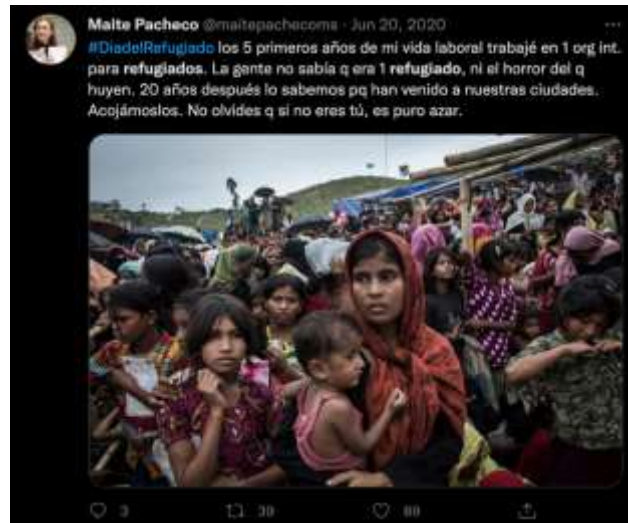 Maite Pacheco @maitepachecoms · Jun 20, 2020
#DiadelRefugiado los 5 primeros años de mi vida laboral trabajé en 1 org int.
para refugiados. La gente no sabía q era 1 refugiado, ni el horror del q
huyen. 20 años después lo sabemos pq han venido a nuestras ciudades.
Acojámoslos. No olvides q si no eres tú, es puro azar.
3 39 89